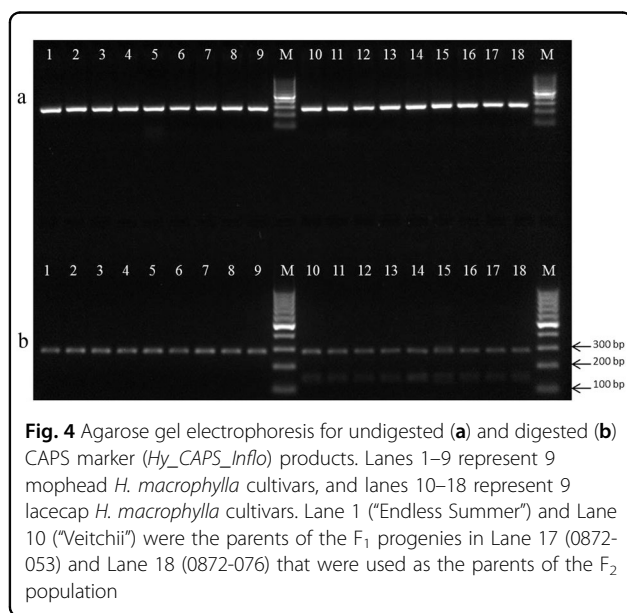 1 2 3 4 5 6 7 8 9 M 10 11 12 13 14 15 16 17 18 M
a
1 2 3 4 5 6 7 8 9 M 10 11 12 13 14 15 16 17 18 M
b
300 bp
200 bp
100 bp
Fig. 4 Agarose gel electrophoresis for undigested (a) and digested (b)
CAPS marker (Hy_CAPS_Inflo) products. Lanes 1–9 represent 9
mophead H. macrophylla cultivars, and lanes 10–18 represent 9
lacecap H. macrophylla cultivars. Lane 1 (“Endless Summer”) and Lane
10 (“Veitchii”) were the parents of the F1 progenies in Lane 17 (0872-
053) and Lane 18 (0872-076) that were used as the parents of the F2
population